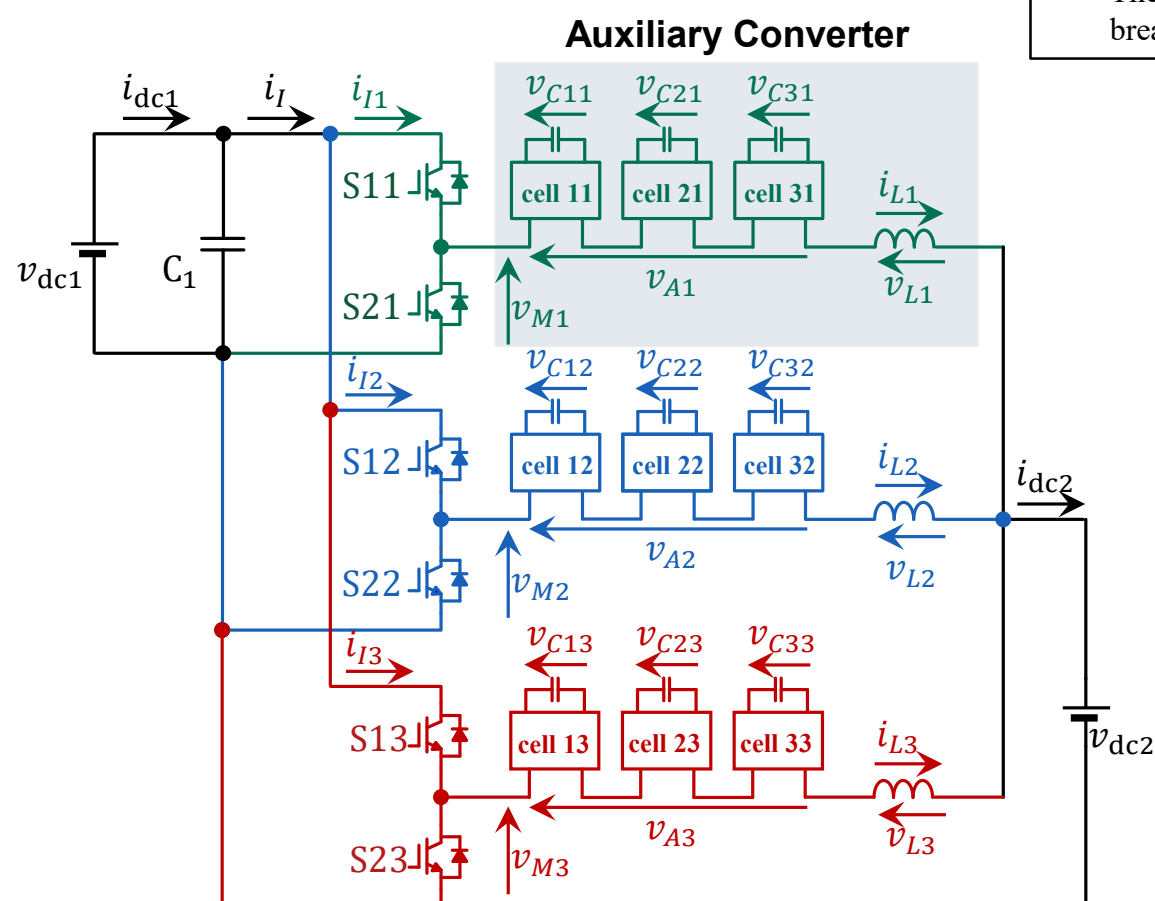 The
brea
Auxiliary Converter
i_dc1
i_I
i_I1
v_C11
v_C21
v_C31
S11
cell 11
cell 21
cell 31
i_L1
v_dc1
C_1
S21
v_M1
v_A1
v_L1
i_I2
v_C12
v_C22
v_C32
S12
cell 12
cell 22
cell 32
i_L2
i_dc2
S22
v_M2
v_A2
v_L2
i_I3
v_C13
v_C23
v_C33
S13
cell 13
cell 23
cell 33
i_L3
v_dc2
S23
v_M3
v_A3
v_L3